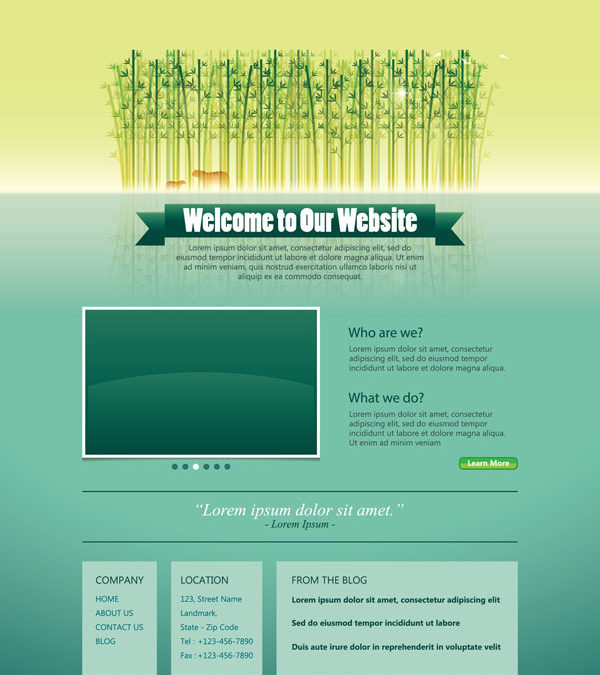 Welcome to Our Website
Lorem ipsum dolor sit amet, consectetur adipiscing elit, sed do
eiusmod tempor incididunt ut labore et dolore magna aliqua. Ut enim
ad minim veniam, quis nostrud exercitation ullamco laboris nisi ut
aliquip ex ea commodo consequat.
Who are we?
Lorem ipsum dolor sit amet, consectetur
adipiscing elit, sed do eiusmod tempor
incididunt ut labore et dolore magna aliqua.
What we do?
Lorem ipsum dolor sit amet, consectetur
adipiscing elit, sed do eiusmod tempor
incididunt ut labore et dolore magna aliqua.
Ut enim ad minim veniam
Learn More
“Lorem ipsum dolor sit amet.”
- Lorem Ipsum -
COMPANY
HOME
ABOUT US
CONTACT US
BLOG
LOCATION
123, Street Name
Landmark,
State - Zip Code
Tel : +123-456-7890
Fax : +123-456-7890
FROM THE BLOG
Lorem ipsum dolor sit amet, consectetur adipiscing elit
Sed do eiusmod tempor incididunt ut labore
Duis aute irure dolor in reprehenderit in voluptate velit